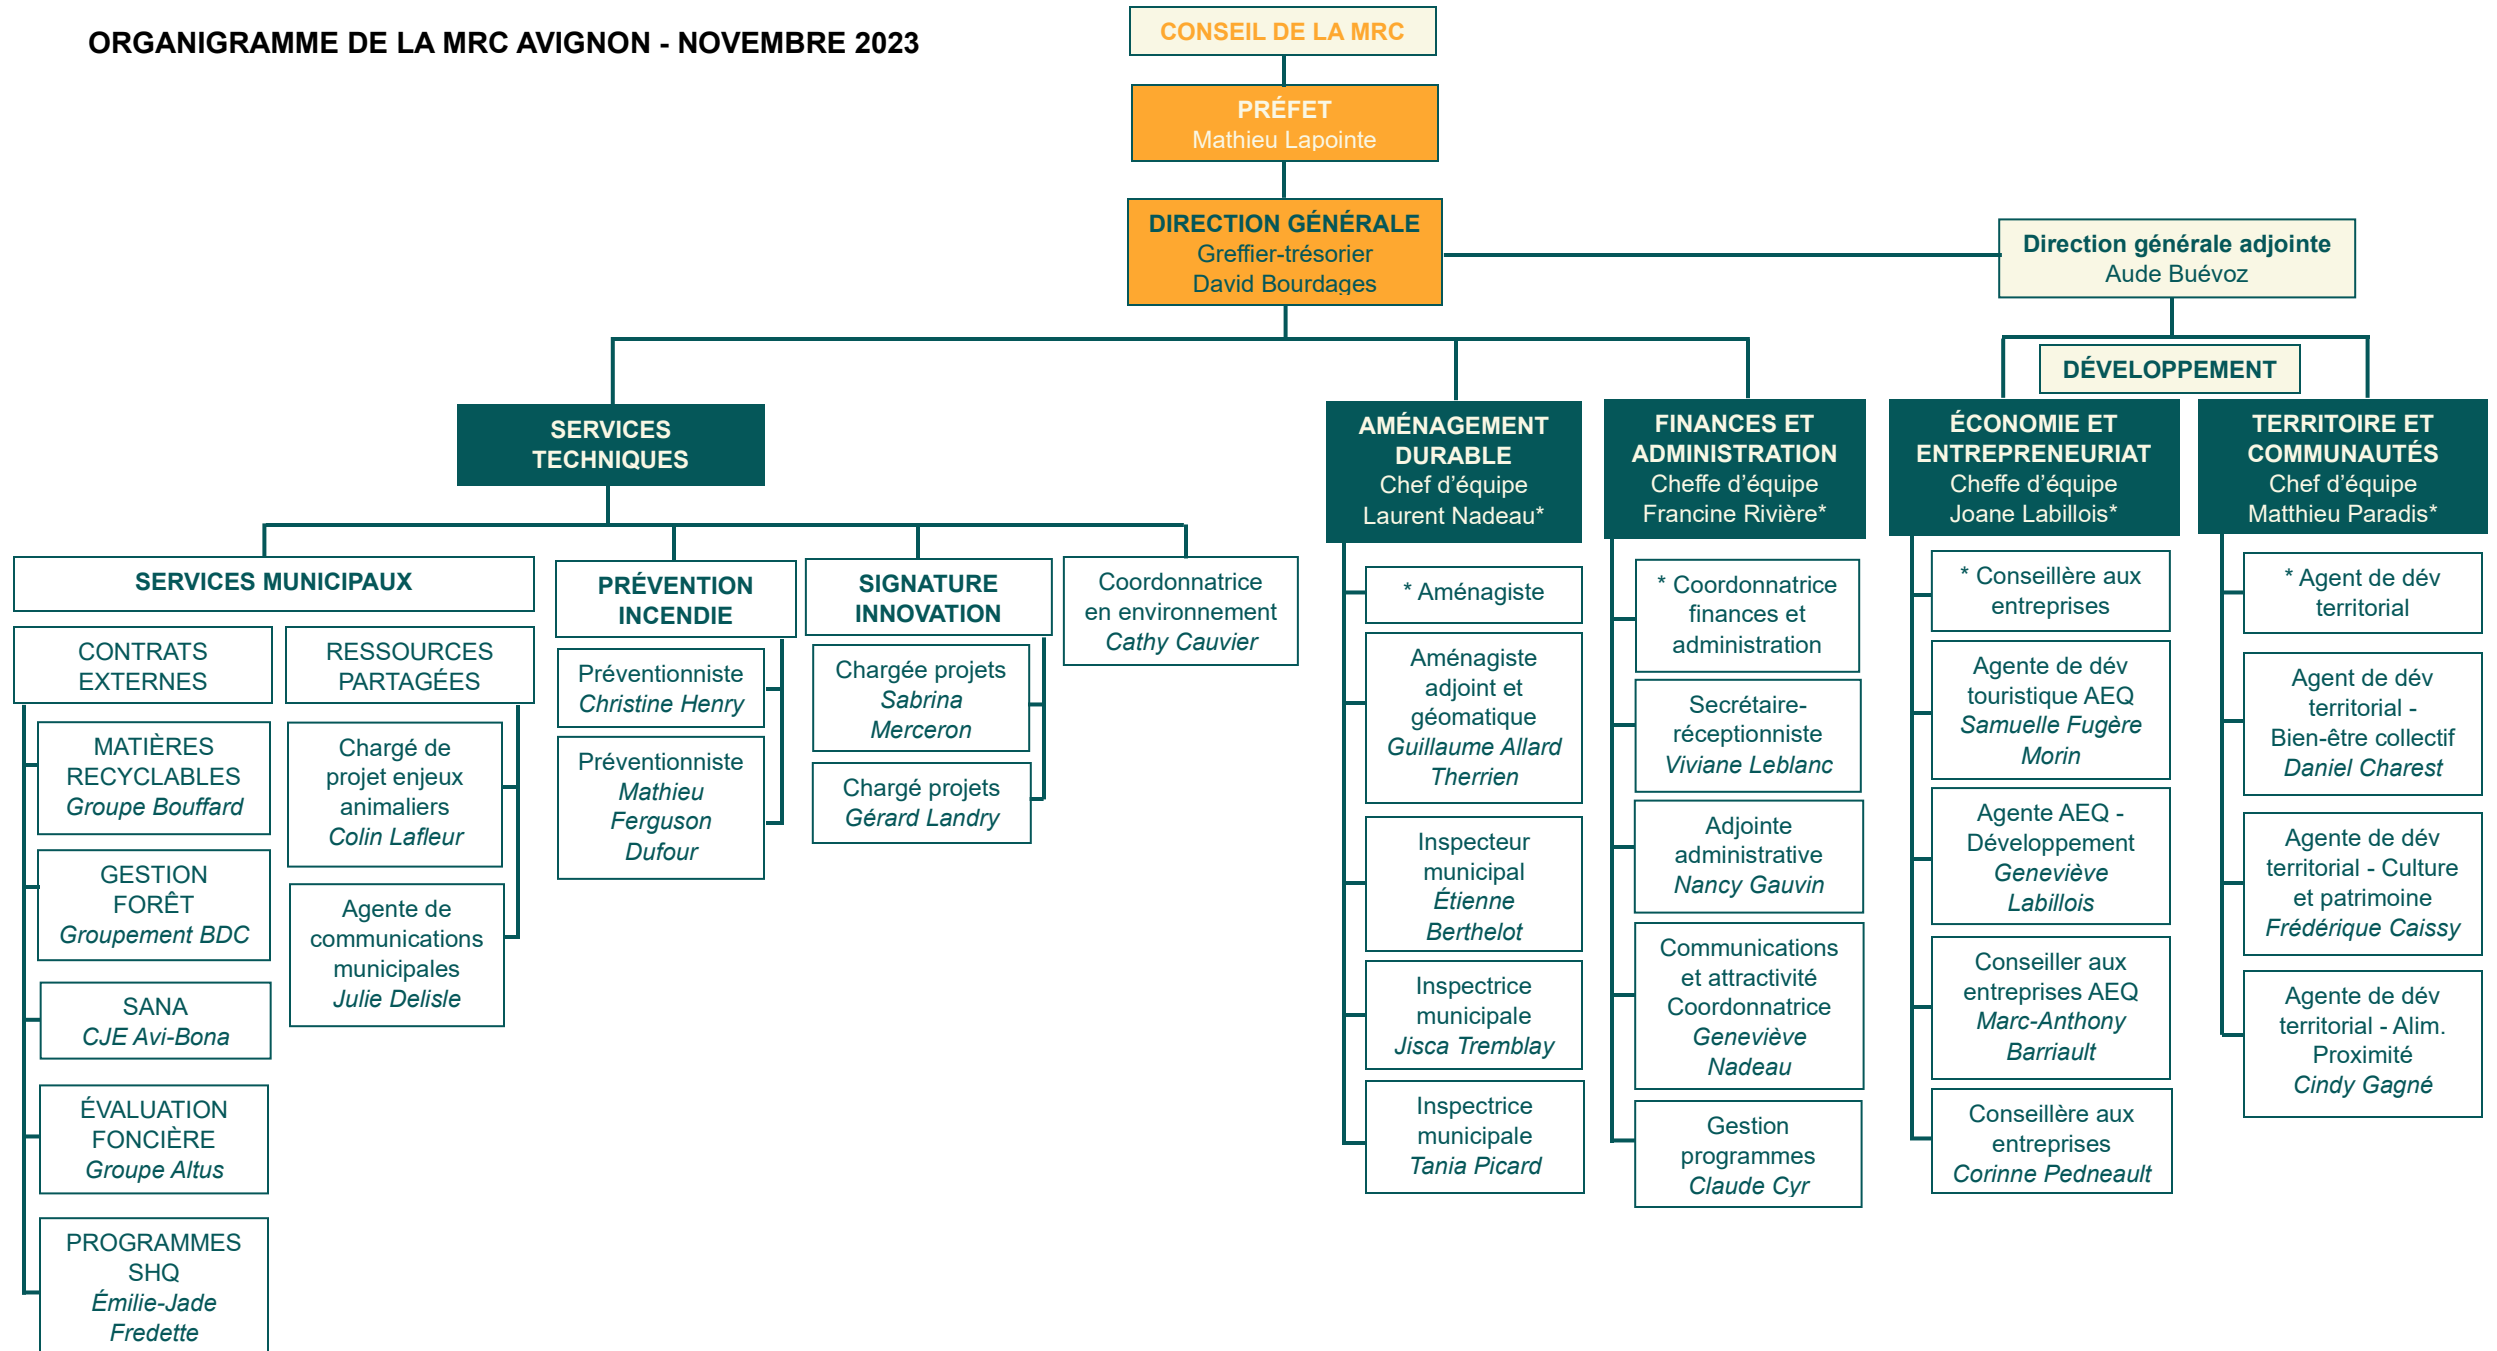 ORGANIGRAMME DE LA MRC AVIGNON - NOVEMBRE 2023
CONSEIL DE LA MRC
PRÉFET
Mathieu Lapointe
DIRECTION GÉNÉRALE
Greffier-trésorier
David Bourdages
Direction générale adjointe
Aude Buévoz
DÉVELOPPEMENT
SERVICES
TECHNIQUES
SERVICES MUNICIPAUX
CONTRATS
EXTERNES
MATIÈRES
RECYCLABLES
Groupe Bouffard
GESTION
FORÊT
Groupement BDC
SANA
CJE Avi-Bona
ÉVALUATION
FONCIÈRE
Groupe Altus
PROGRAMMES
SHQ
Émilie-Jade
Fredette
RESSOURCES
PARTAGÉES
Chargé de
projet enjeux
animaliers
Colin Lafleur
Agente de
communications
municipales
Julie Delisle
PRÉVENTION
INCENDIE
Préventionniste
Christine Henry
Préventionniste
Mathieu
Ferguson
Dufour
SIGNATURE
INNOVATION
Chargée projets
Sabrina
Merceron
Chargé projets
Gérard Landry
Coordonnatrice
en environnement
Cathy Cauvier
AMÉNAGEMENT
DURABLE
Chef d’équipe
Laurent Nadeau*
* Aménagiste
Aménagiste
adjoint et
géomatique
Guillaume Allard
Therrien
Inspecteur
municipal
Étienne
Berthelot
Inspectrice
municipale
Jisca Tremblay
Inspectrice
municipale
Tania Picard
FINANCES ET
ADMINISTRATION
Cheffe d’équipe
Francine Rivière*
* Coordonnatrice
finances et
administration
Secrétaire-
réceptionniste
Viviane Leblanc
Adjointe
administrative
Nancy Gauvin
Communications
et attractivité
Coordonnatrice
Geneviève
Nadeau
Gestion
programmes
Claude Cyr
ÉCONOMIE ET
ENTREPRENEURIAT
Cheffe d’équipe
Joane Labillois*
* Conseillère aux
entreprises
Agente de dév
touristique AEQ
Samuelle Fugère
Morin
Agente AEQ -
Développement
Geneviève
Labillois
Conseiller aux
entreprises AEQ
Marc-Anthony
Barriault
Conseillère aux
entreprises
Corinne Pedneault
TERRITOIRE ET
COMMUNAUTÉS
Chef d’équipe
Matthieu Paradis*
* Agent de dév
territorial
Agent de dév
territorial -
Bien-être collectif
Daniel Charest
Agente de dév
territorial - Culture
et patrimoine
Frédérique Caissy
Agente de dév
territorial - Alim.
Proximité
Cindy Gagné